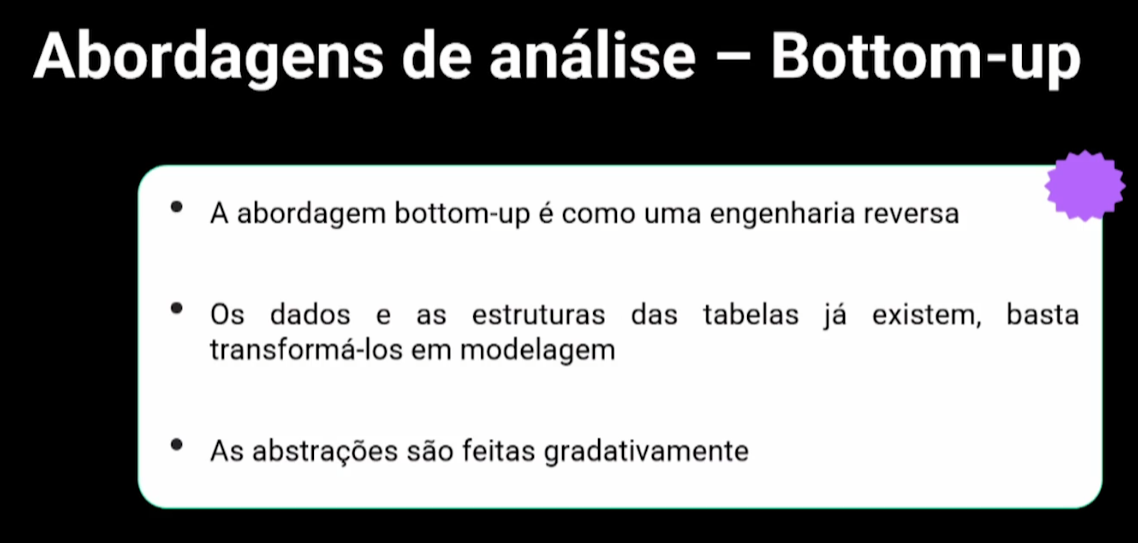 Abordagens de análise – Bottom-up
• A abordagem bottom-up é como uma engenharia reversa
• Os dados e as estruturas das tabelas já existem, basta
transformá-los em modelagem
• As abstrações são feitas gradativamente